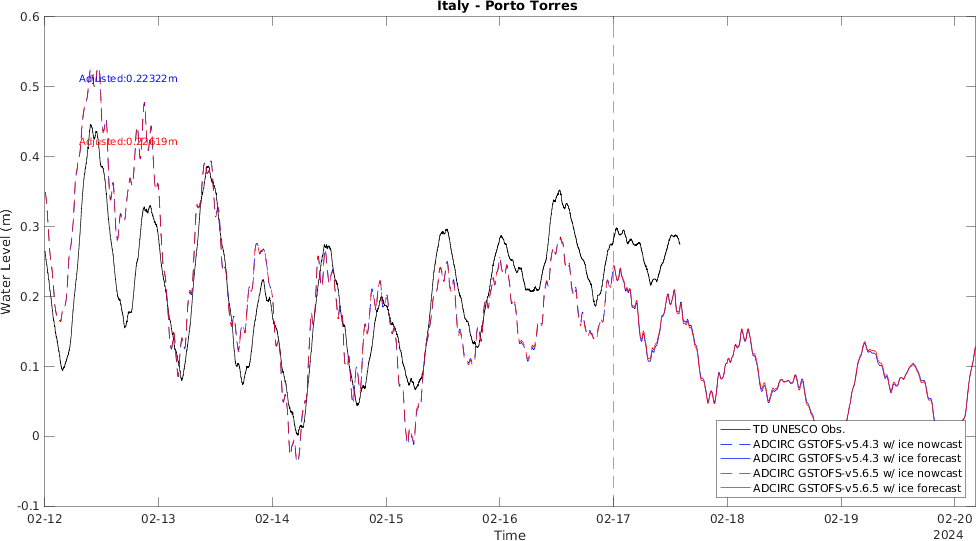 Italy - Porto Torres
0.6
0.5
0.4
0.3
0.2
0.1
0
-0.1
Water Level (m)
Adjusted:0.22322m
Adjusted:0.22619m
TD UNESCO Obs.
ADCIRC GSTOFS-v5.4.3 w/ ice nowcast
ADCIRC GSTOFS-v5.4.3 w/ ice forecast
ADCIRC GSTOFS-v5.6.5 w/ ice nowcast
ADCIRC GSTOFS-v5.6.5 w/ ice forecast
02-12 02-13 02-14 02-15 02-16 02-17 02-18 02-19 02-20
Time
2024